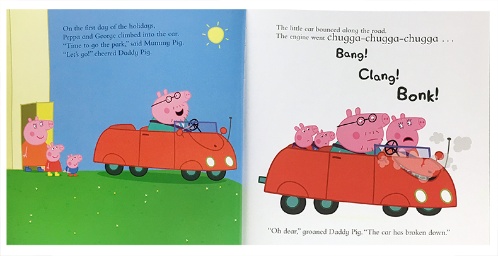 On the first day of the holidays,
Peppa and George climbed into the car.
"Time to go the park," said Mummy Pig.
"Let's go!" cheered Daddy Pig.
The little car bounced along the road.
The engine went chugga-chugga-chugga . . .
Bang!
Clang!
Bonk!
"Oh dear," groaned Daddy Pig. "The car has broken down."